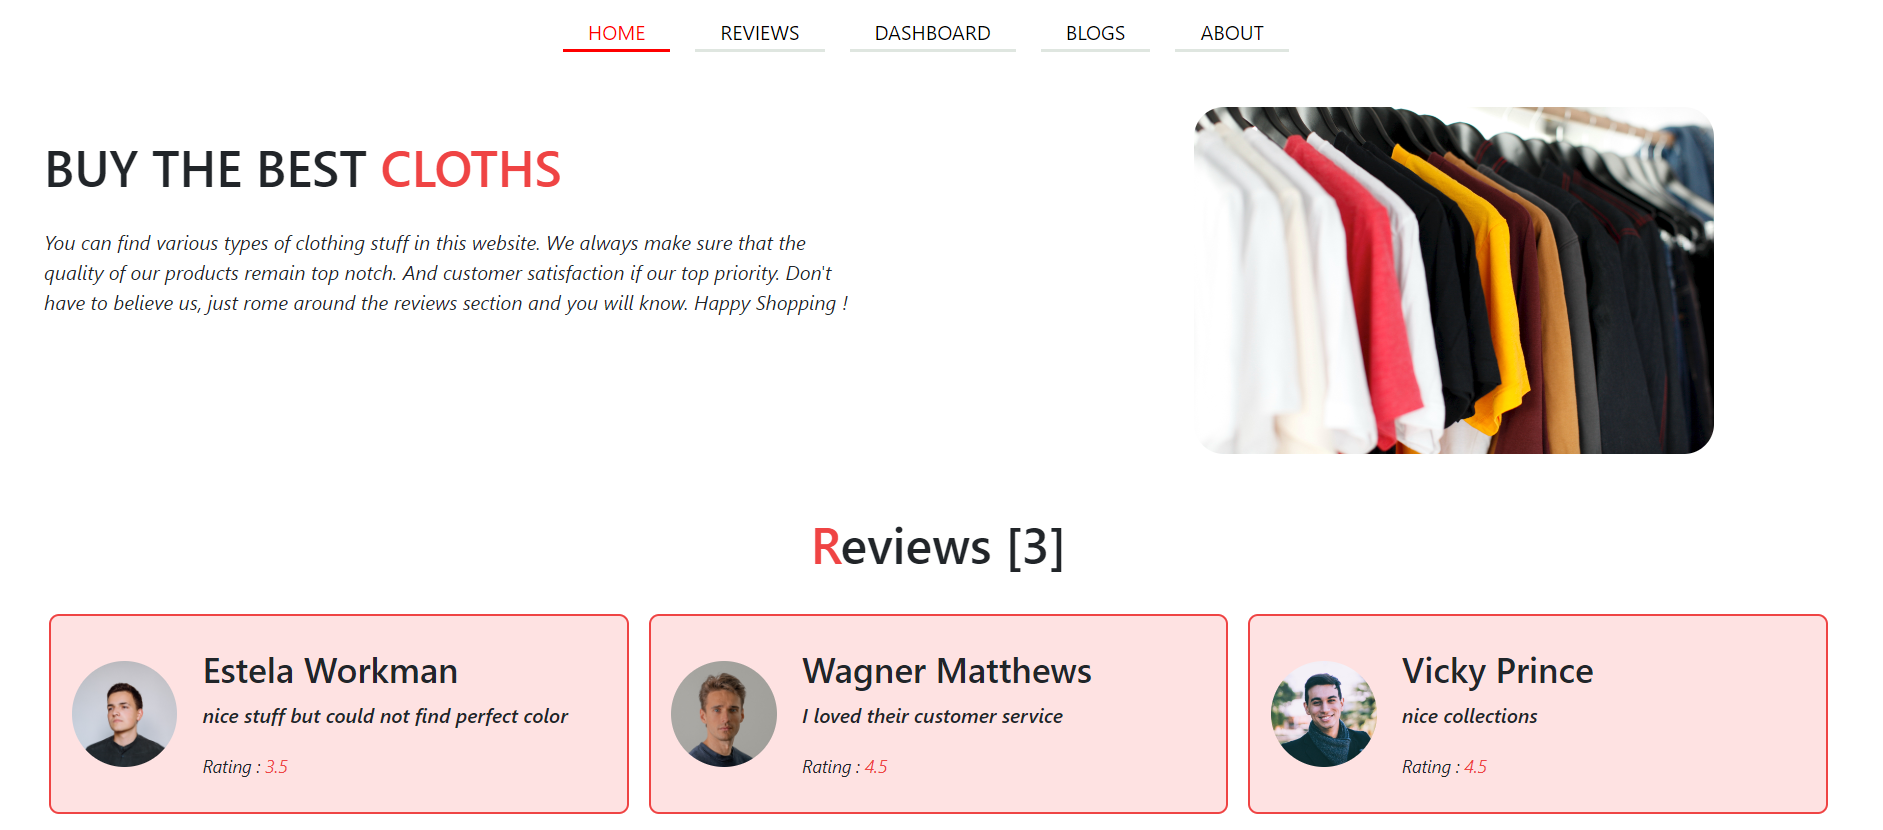 HOME REVIEWS DASHBOARD BLOGS ABOUT
BUY THE BEST CLOTHS
You can find various types of clothing stuff in this website. We always make sure that the
quality of our products remain top notch. And customer satisfaction if our top priority. Don't
have to believe us, just rome around the reviews section and you will know. Happy Shopping !
Reviews [3]
Estela Workman
nice stuff but could not find perfect color
Rating : 3.5
Wagner Matthews
I loved their customer service
Rating : 4.5
Vicky Prince
nice collections
Rating : 4.5